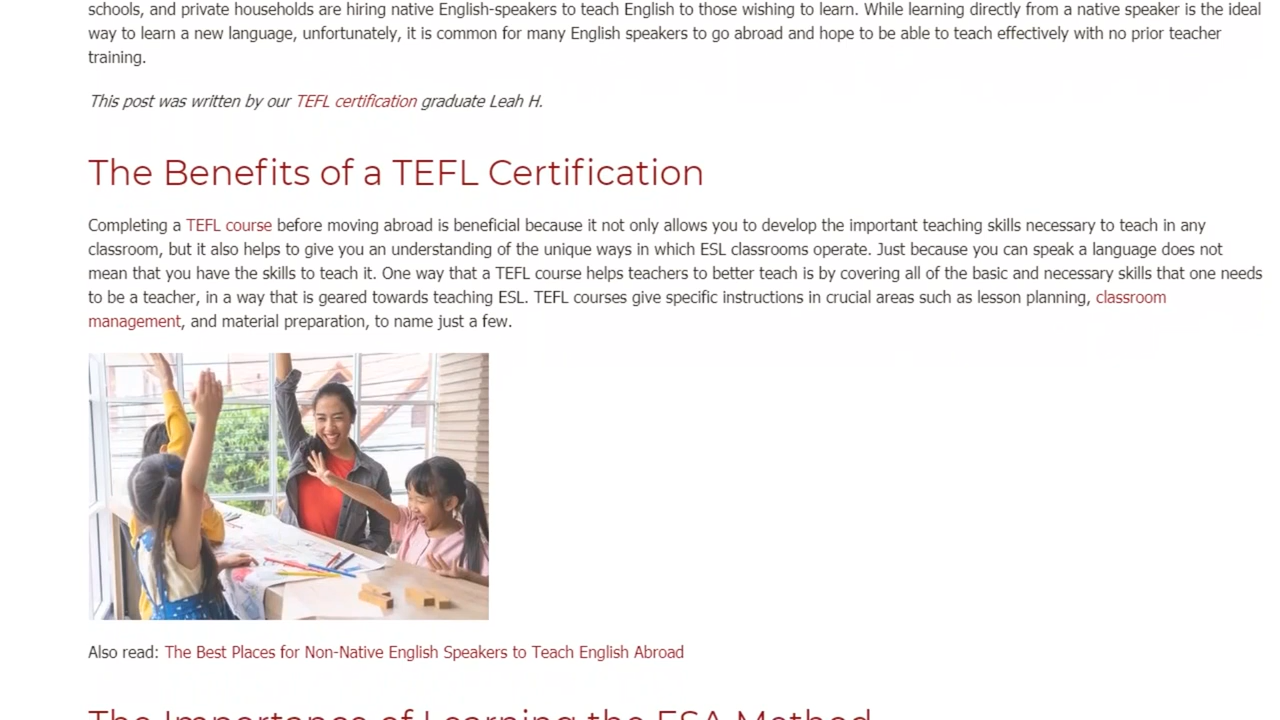 schools, and private households are hiring native English-speakers to teach English to those wishing to learn. While learning directly from a native speaker is the ideal
way to learn a new language, unfortunately, it is common for many English speakers to go abroad and hope to be able to teach effectively with no prior teacher
training.
This post was written by our TEFL certification graduate Leah H.
The Benefits of a TEFL Certification
Completing a TEFL course before moving abroad is beneficial because it not only allows you to develop the important teaching skills necessary to teach in any
classroom, but it also helps to give you an understanding of the unique ways in which ESL classrooms operate. Just because you can speak a language does not
mean that you have the skills to teach it. One way that a TEFL course helps teachers to better teach is by covering all of the basic and necessary skills that one needs
to be a teacher, in a way that is geared towards teaching ESL. TEFL courses give specific instructions in crucial areas such as lesson planning, classroom
management, and material preparation, to name just a few.
Also read: The Best Places for Non-Native English Speakers to Teach English Abroad
The Importance of Learning the ESA Method